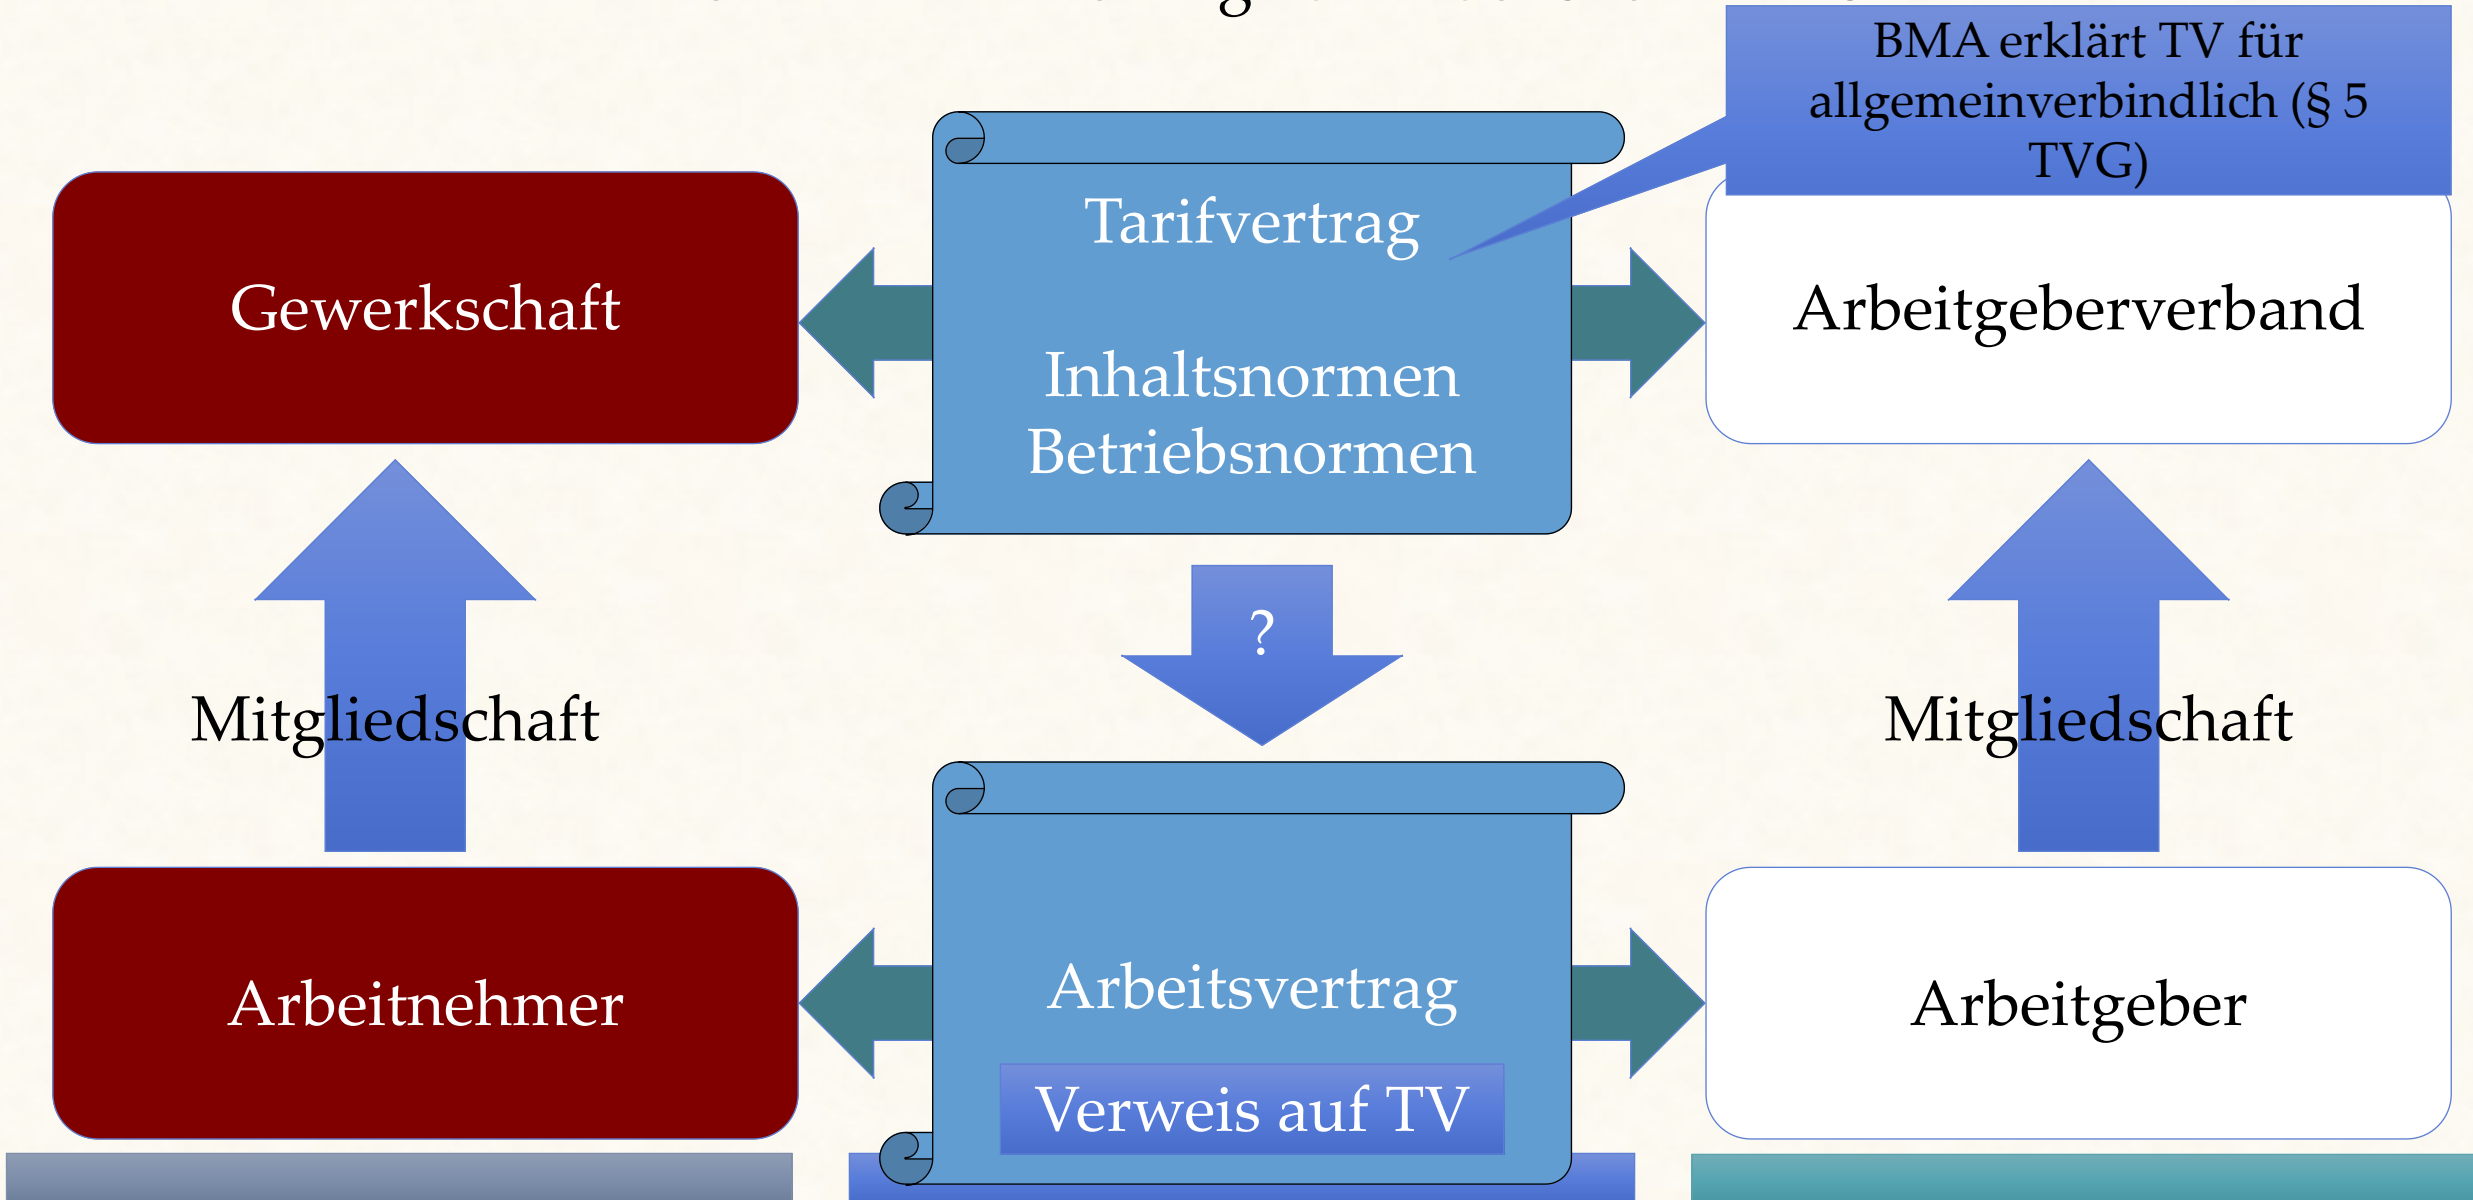 BMA erklärt TV für
allgemeinverbindlich (§ 5
TVG)
Tarifvertrag
Gewerkschaft
Arbeitgeberverband
Inhaltsnormen
Betriebsnormen
?
Mitgliedschaft
Mitgliedschaft
Arbeitnehmer
Arbeitsvertrag
Arbeitgeber
Verweis auf TV